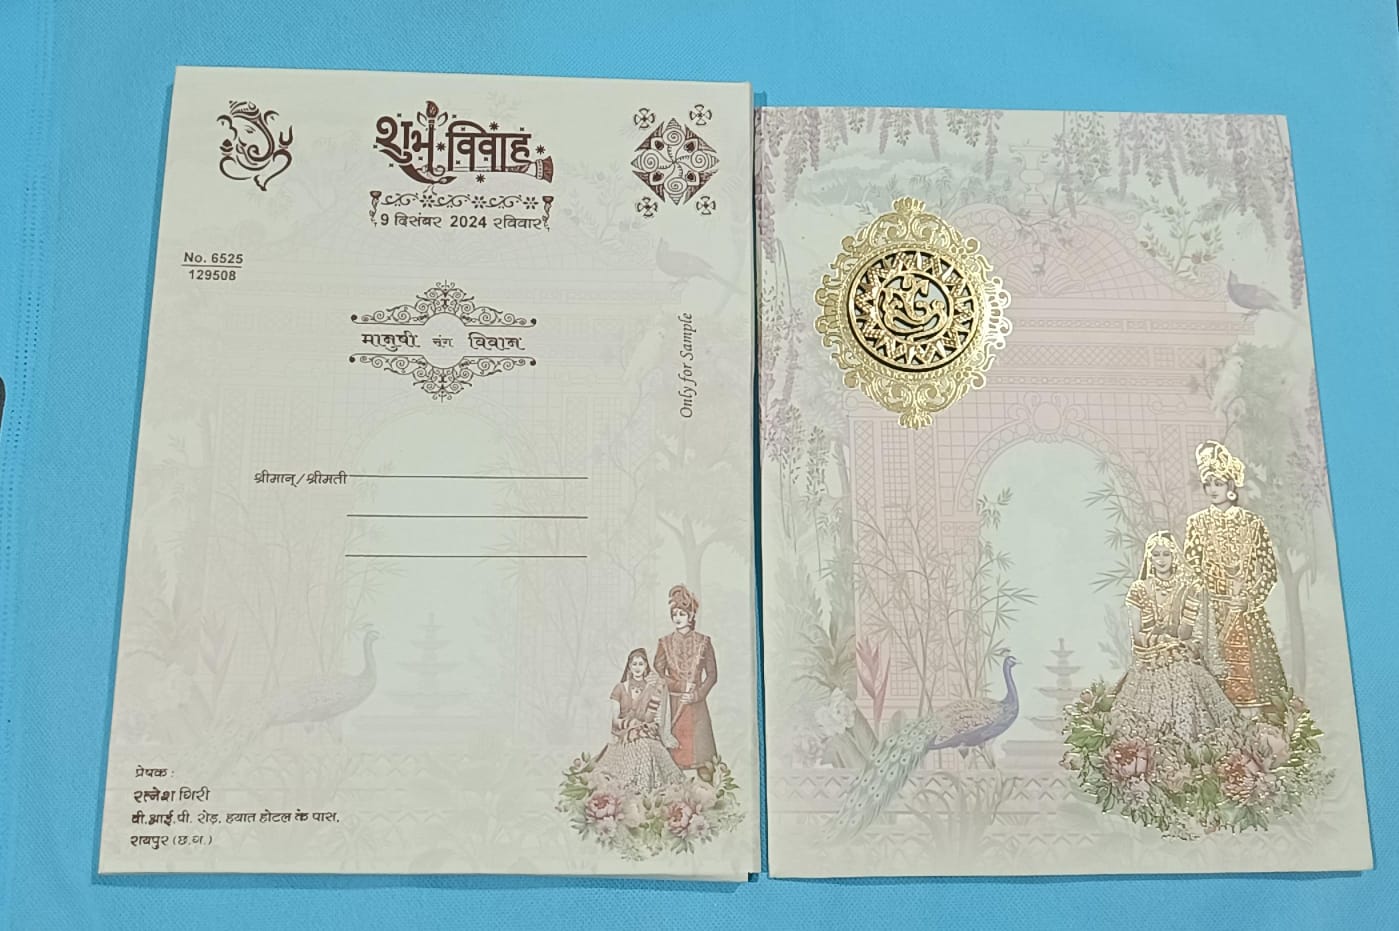 शुभ विवाह
9 दिसंबर 2024 रविवार
No. 6525
129508
मानुषी संग विवान
Only for Sample
श्रीमान्/श्रीमती
प्रेषक :
रत्नेश गिरी
वी.आई.पी. रोड़, हयात होटल के पास,
रायपुर (छ.ग.)